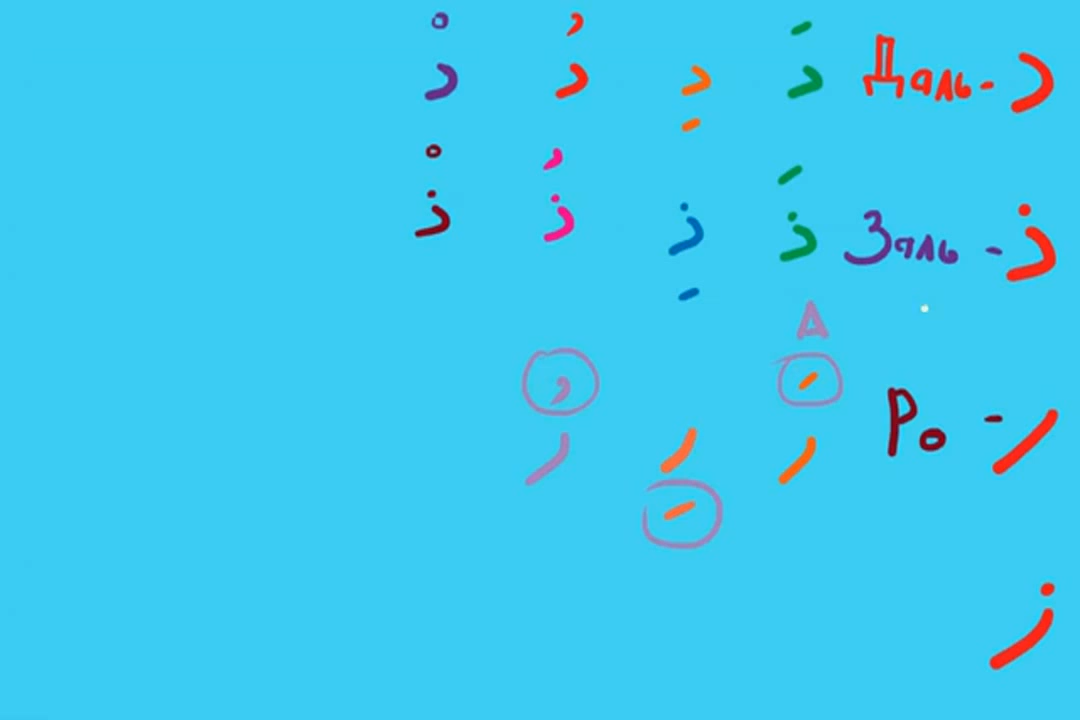 Даль - د دَ دِ دُ دْ
Заль - ذ ذَ ذِ ذُ ذْ
А
Ро - ر رَ رِ رُ
ز